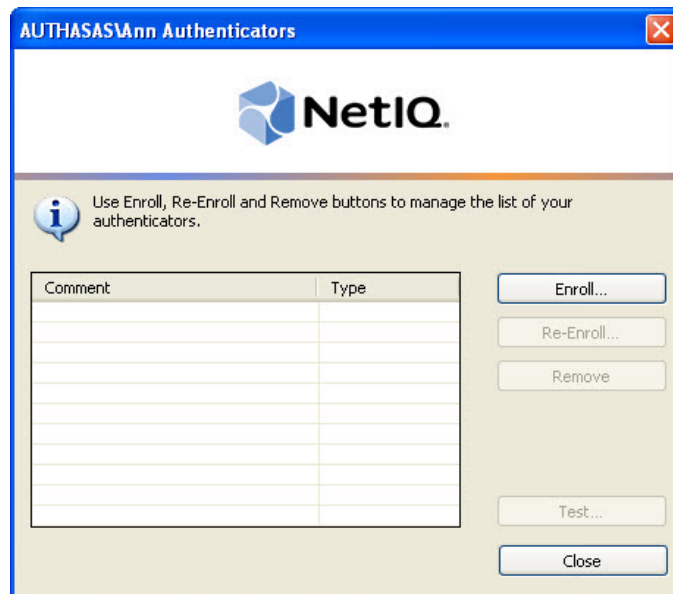 AUTHASAS\Ann Authenticators
NetIQ.
Use Enroll, Re-Enroll and Remove buttons to manage the list of your
authenticators.
Comment Type
Enroll...
Re-Enroll...
Remove
Test...
Close